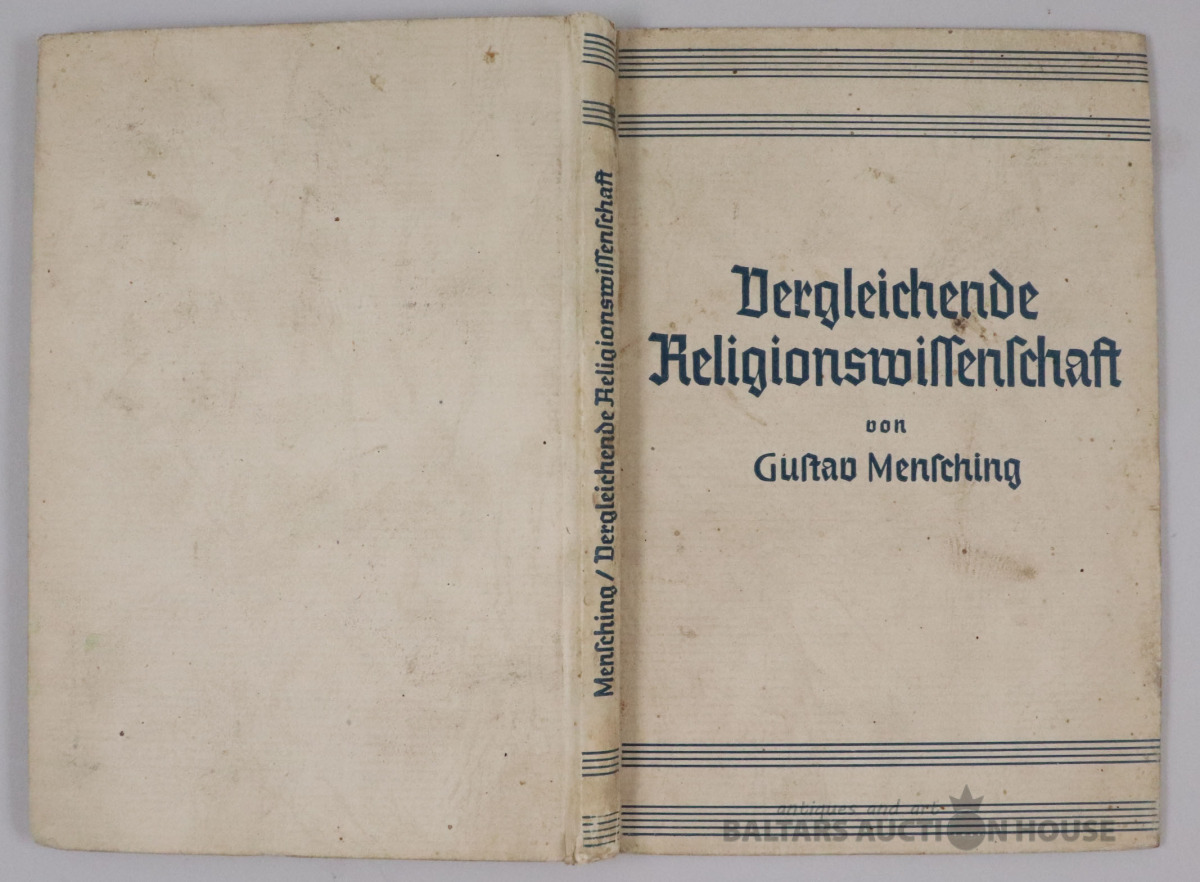 Mensching / Vergleichende Religionswissenschaft
Vergleichende
Religionswiſſenſchaft
von
Guſtav Menſching
antiques and art
BALTARS AUCTION HOUSE